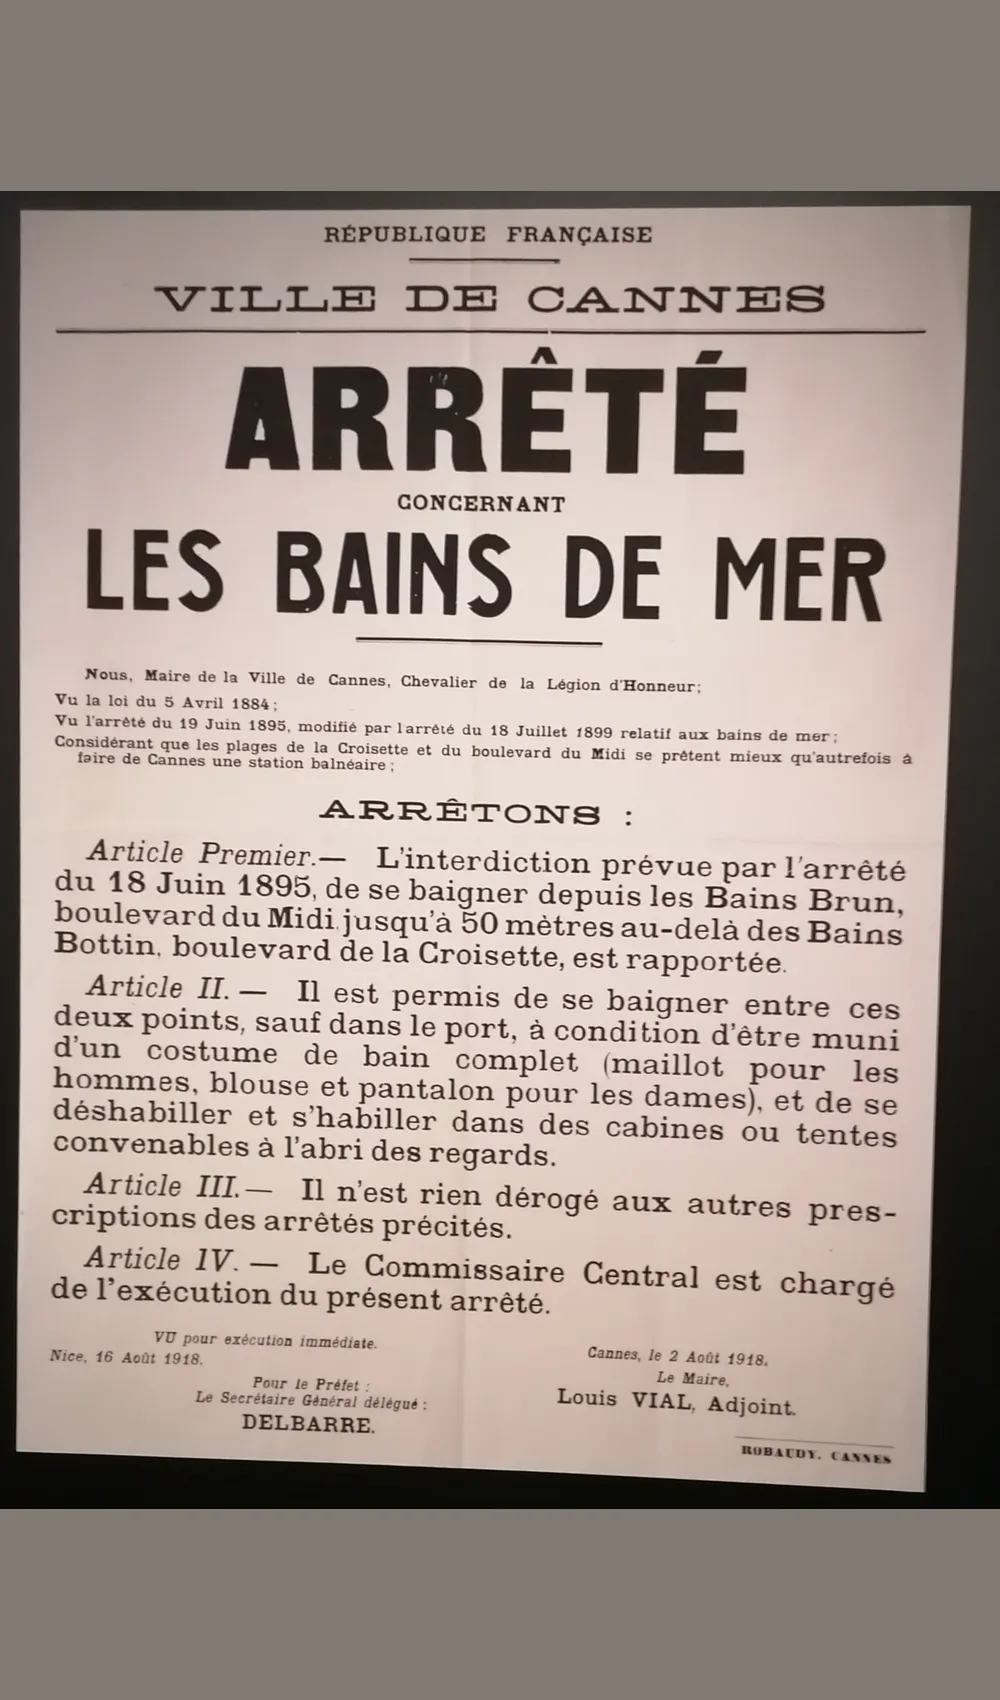 RÉPUBLIQUE FRANÇAISE
VILLE DE CANNES
ARRÊTÉ
CONCERNANT
LES BAINS DE MER
Nous, Maire de la Ville de Cannes, Chevalier de la Légion d'Honneur;
Vu la loi du 5 Avril 1884;
Vu l'arrêté du 19 Juin 1895, modifié par l'arrêté du 18 Juillet 1899 relatif aux bains de mer;
Considérant que les plages de la Croisette et du boulevard du Midi se prêtent mieux qu'autrefois à
faire de Cannes une station balnéaire;
ARRÊTONS :
Article Premier.— L'interdiction prévue par l'arrêté
du 18 Juin 1895, de se baigner depuis les Bains Brun,
boulevard du Midi, jusqu'à 50 mètres au-delà des Bains
Bottin, boulevard de la Croisette, est rapportée.
Article II. — Il est permis de se baigner entre ces
deux points, sauf dans le port, à condition d'être muni
d'un costume de bain complet (maillot pour les
hommes, blouse et pantalon pour les dames), et de se
déshabiller et s'habiller dans des cabines ou tentes
convenables à l'abri des regards.
Article III.— Il n'est rien dérogé aux autres pres-
criptions des arrêtés précités.
Article IV. — Le Commissaire Central est chargé
de l'exécution du présent arrêté.
VU pour exécution immédiate.
Nice, 16 Août 1918.
Pour le Préfet :
Le Secrétaire Général délégué :
DELBARRE.
Cannes, le 2 Août 1918.
Le Maire,
Louis VIAL, Adjoint.
ROBAUDY. CANNES